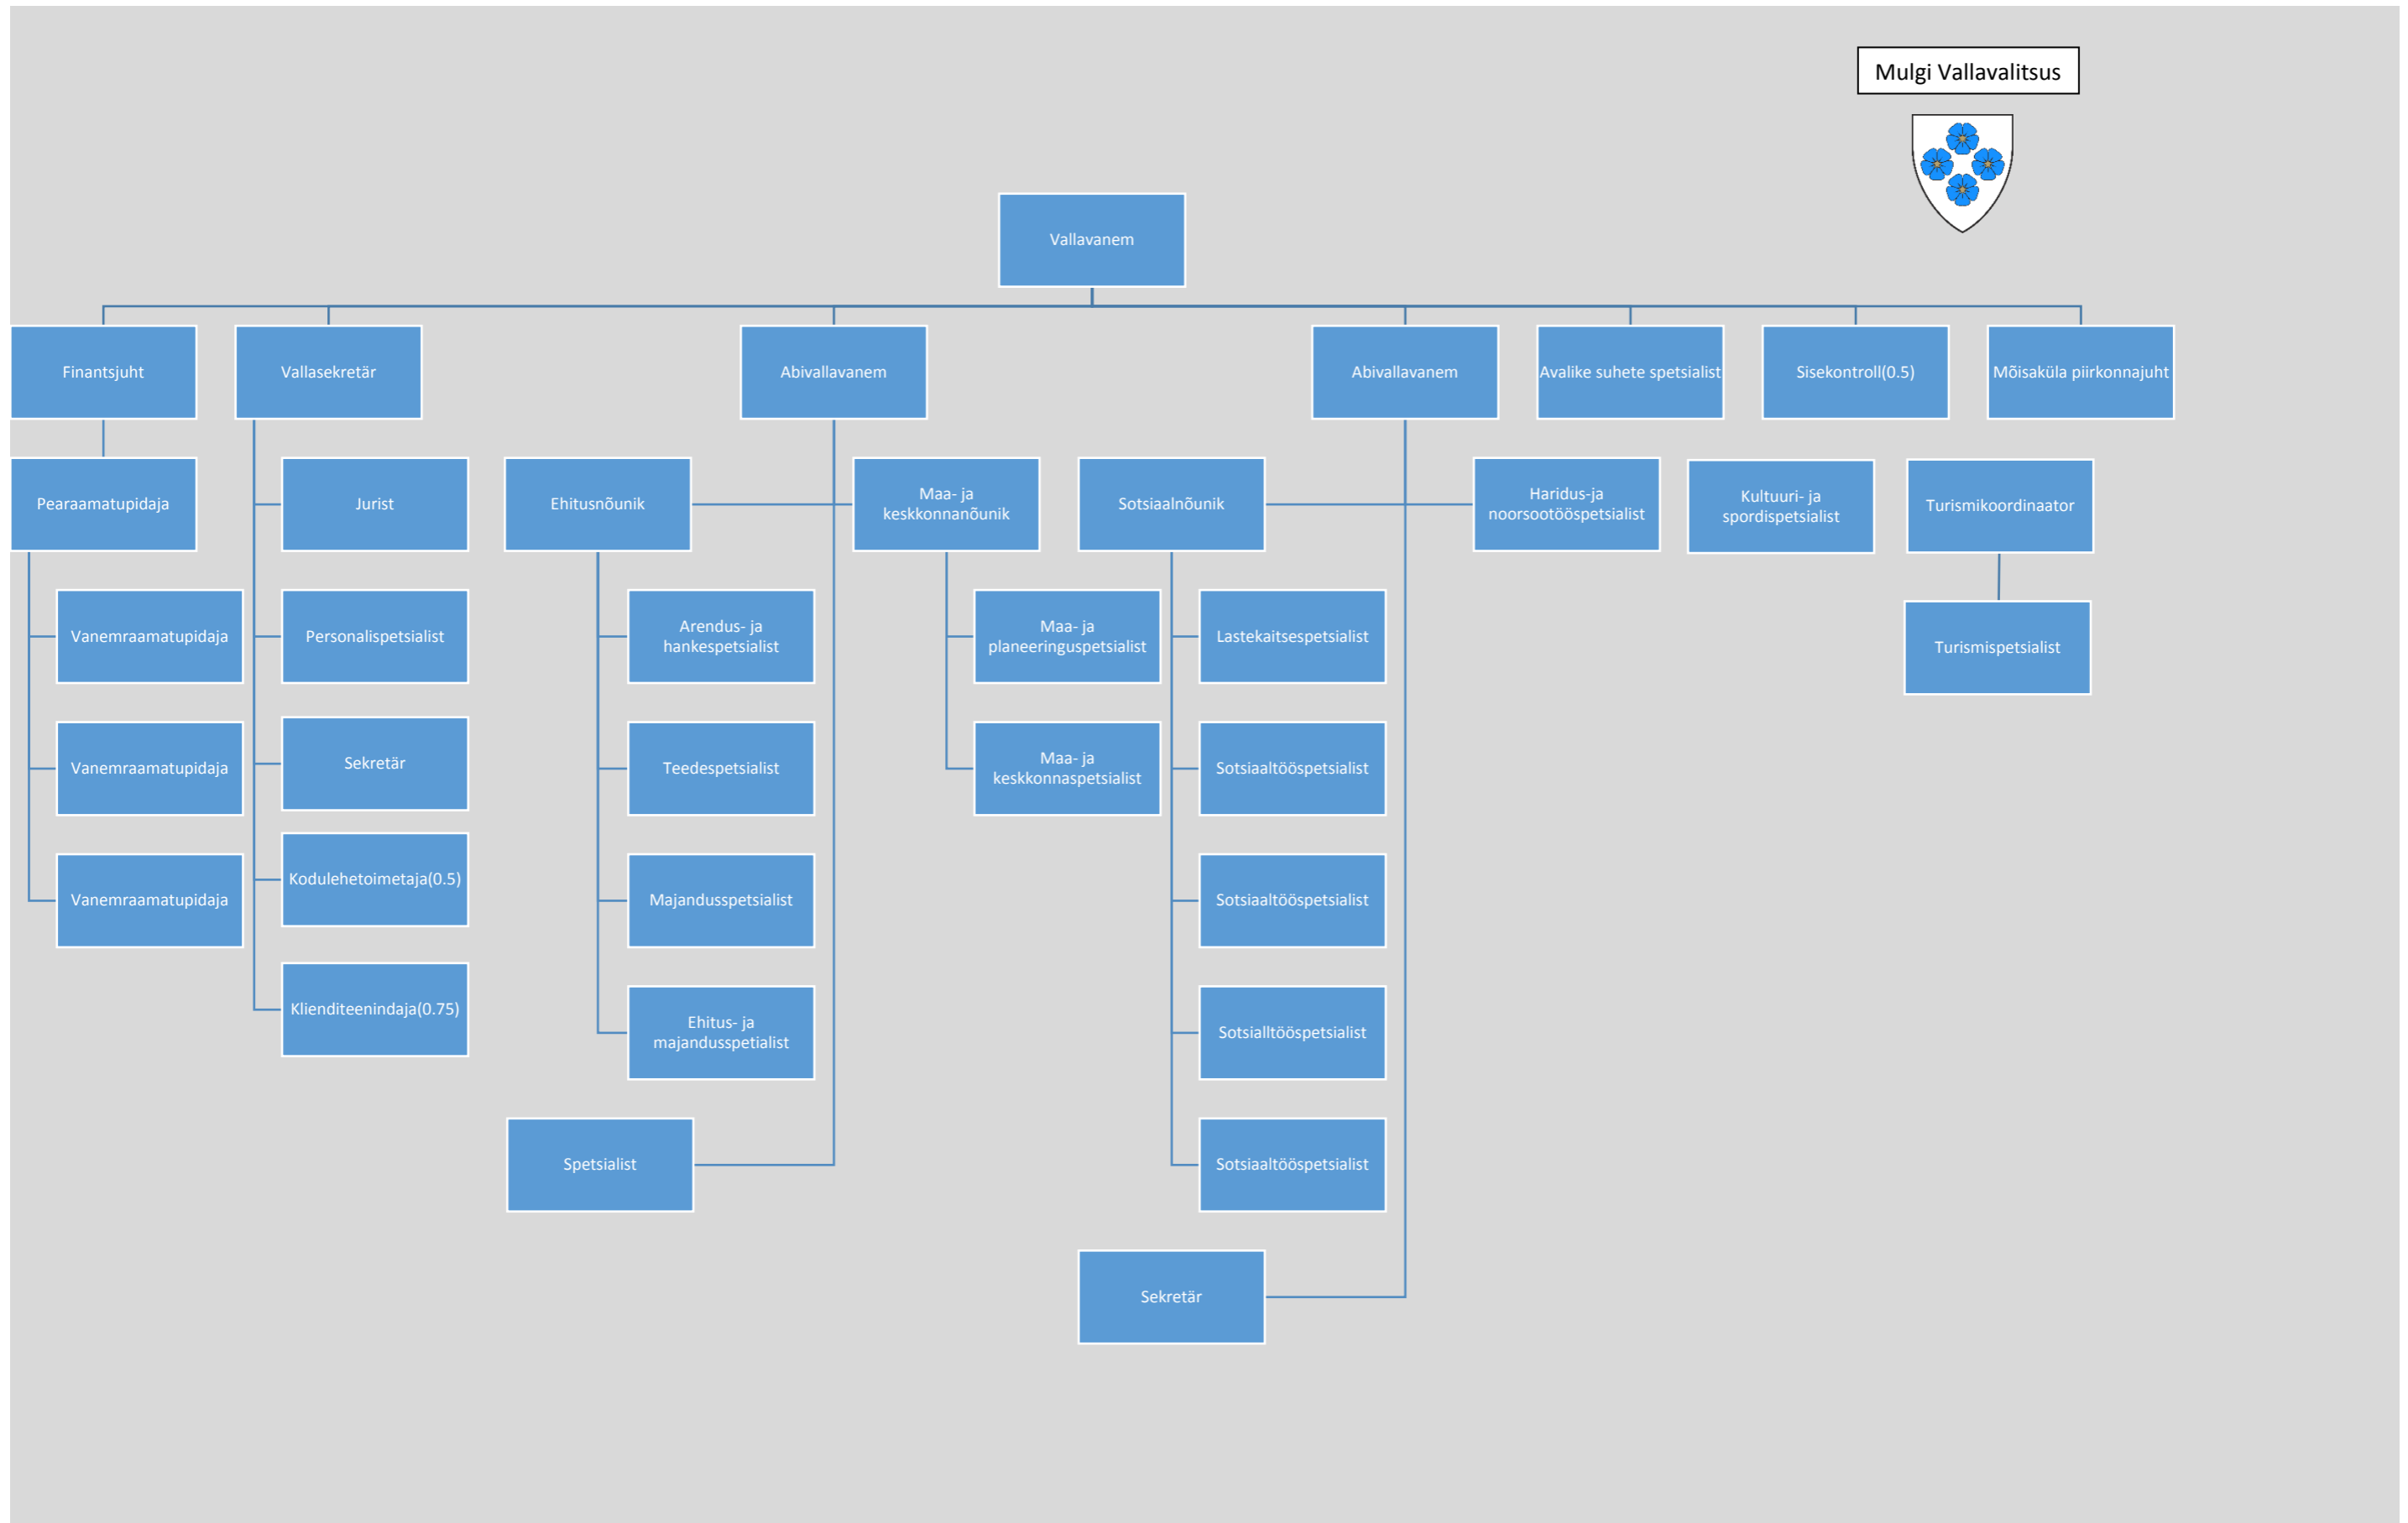 Mulgi Vallavalitsus
Vallavanem
Finantsjuht
Vallasekretär
Abivallavanem
Abivallavanem
Avalike suhete spetsialist
Sisekontroll(0.5)
Mõisaküla piirkonnajuht
Pearaamatupidaja
Jurist
Ehitusnõunik
Maa- ja
keskkonnanõunik
Sotsiaalnõunik
Haridus-ja
noorsootööspetsialist
Kultuuri- ja
spordispetsialist
Turismikoordinaator
Vanemraamatupidaja
Personalispetsialist
Arendus- ja
hankespetsialist
Maa- ja
planeeringuspetsialist
Lastekaitsespetsialist
Turismispetsialist
Vanemraamatupidaja
Sekretär
Teedespetsialist
Maa- ja
keskkonnaspetsialist
Sotsiaaltööspetsialist
Vanemraamatupidaja
Kodulehetoimetaja(0.5)
Majandusspetsialist
Sotsiaaltööspetsialist
Klienditeenindaja(0.75)
Ehitus- ja
majandusspetialist
Sotsialltööspetsialist
Spetsialist
Sotsiaaltööspetsialist
Sekretär